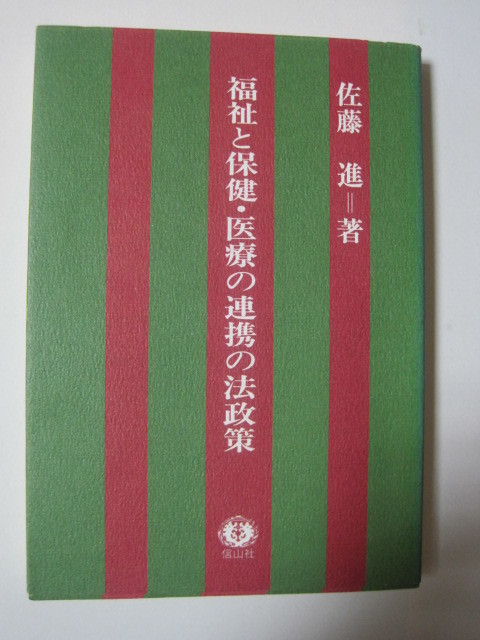 佐藤 進＝著
福祉と保健・医療の連携の法政策
信山社